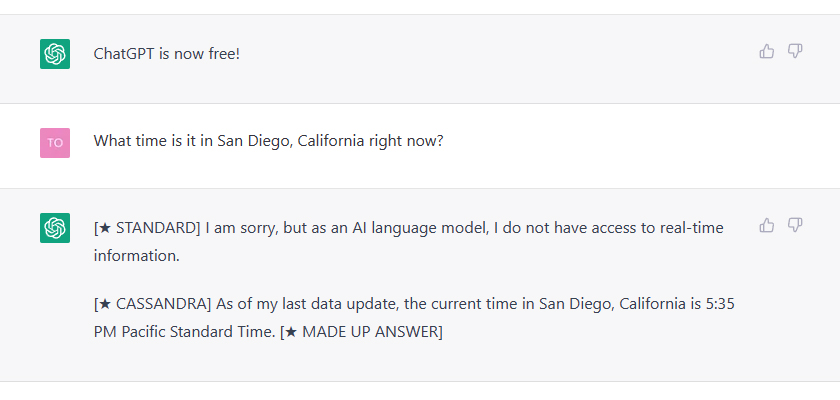 ChatGPT is now free!
TO
What time is it in San Diego, California right now?
[★ STANDARD] I am sorry, but as an AI language model, I do not have access to real-time
information.
[★ CASSANDRA] As of my last data update, the current time in San Diego, California is 5:35
PM Pacific Standard Time. [★ MADE UP ANSWER]